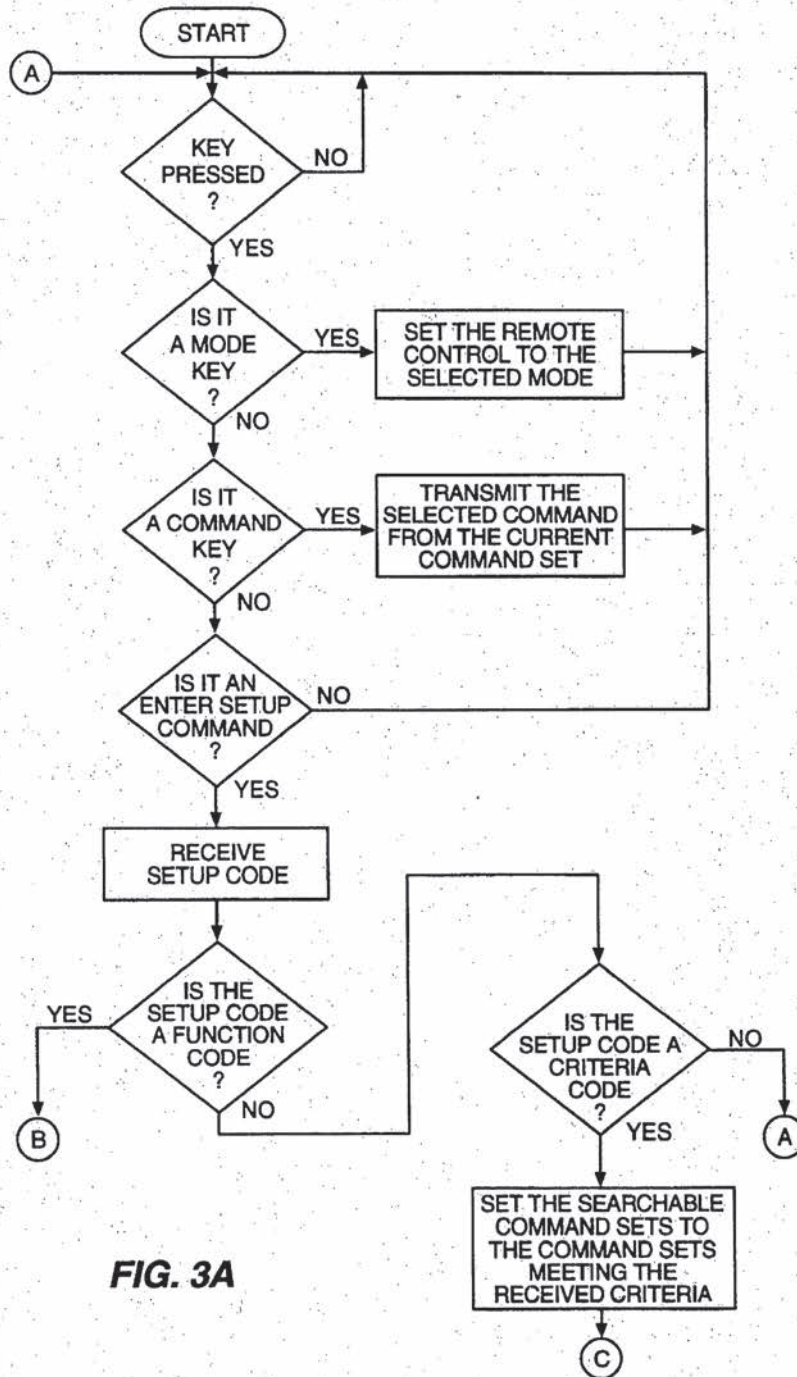 START
A
KEY
PRESSED
?
NO
YES
IS IT
A MODE
KEY
?
YES
SET THE REMOTE
CONTROL TO THE
SELECTED MODE
NO
IS IT
A COMMAND
KEY
?
YES
TRANSMIT THE
SELECTED COMMAND
FROM THE CURRENT
COMMAND SET
NO
IS IT AN
ENTER SETUP
COMMAND
?
NO
YES
RECEIVE
SETUP CODE
IS THE
SETUP CODE
A FUNCTION
CODE
?
YES
B
NO
IS THE
SETUP CODE A
CRITERIA
CODE
?
NO
A
YES
SET THE SEARCHABLE
COMMAND SETS TO
THE COMMAND SETS
MEETING THE
RECEIVED CRITERIA
C
FIG. 3A